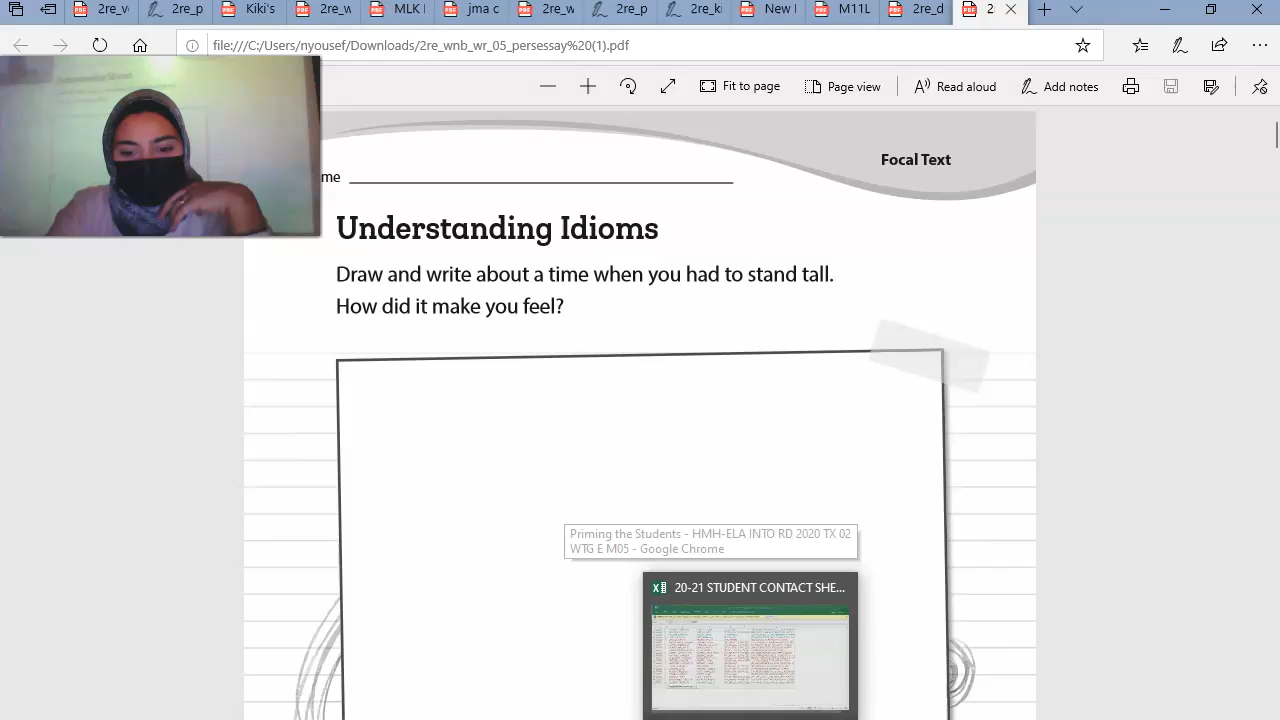 2re_v
2re_p
Kik's
2re_w
MLK I
jma c
2re_w
2re_p
2re_ki
New I
M1 L
2re_d
2
file:///C:/Users/nyousef/Downloads/2re_wnb_wr_05_persessay%20(1).pdf
Fit to page
Page view
Read aloud
Add notes
Focal Text
me
Understanding Idioms
Draw and write about a time when you had to stand tall.
How did it make you feel?
Priming the Students - HMH-ELA INTO RD 2020 TX 02
WTG E M05 - Google Chrome
20-21 STUDENT CONTACT SHE...